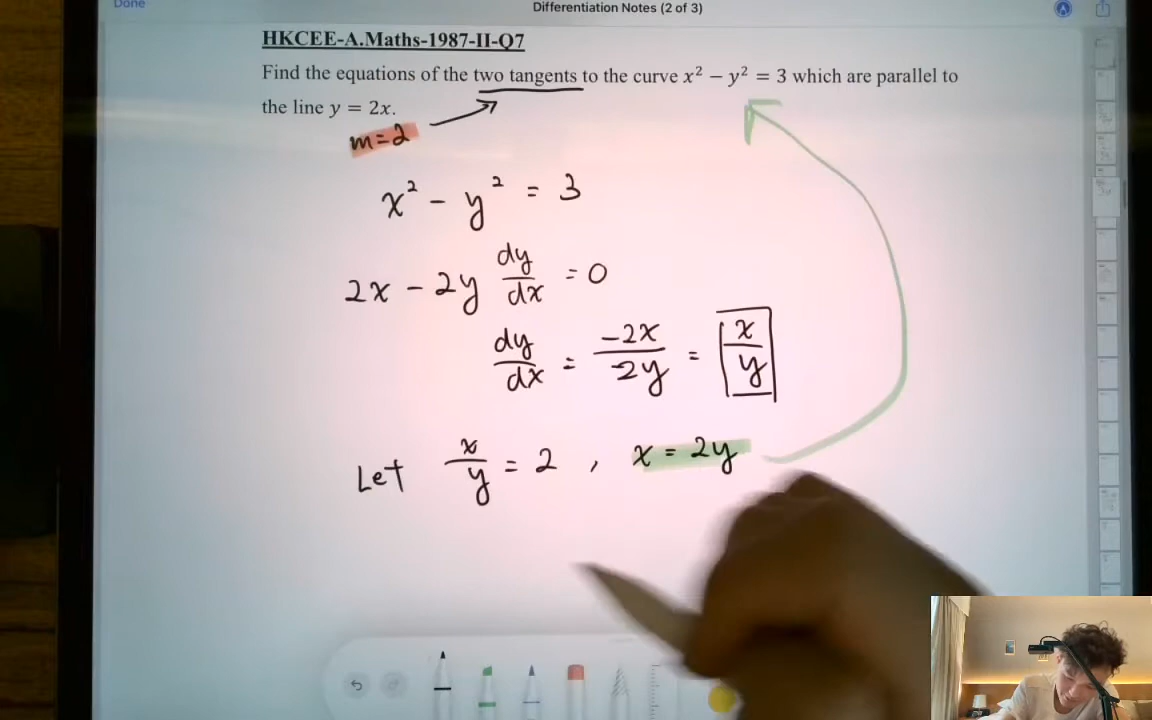 Done
Differentiation Notes (2 of 3)
HKCEE-A.Maths-1987-II-Q7
Find the equations of the two tangents to the curve x² − y² = 3 which are parallel to
the line y = 2x.
m=2
x² - y² = 3
2x - 2y dy/dx = 0
dy/dx = -2x/-2y = x/y
Let x/y = 2 , x = 2y